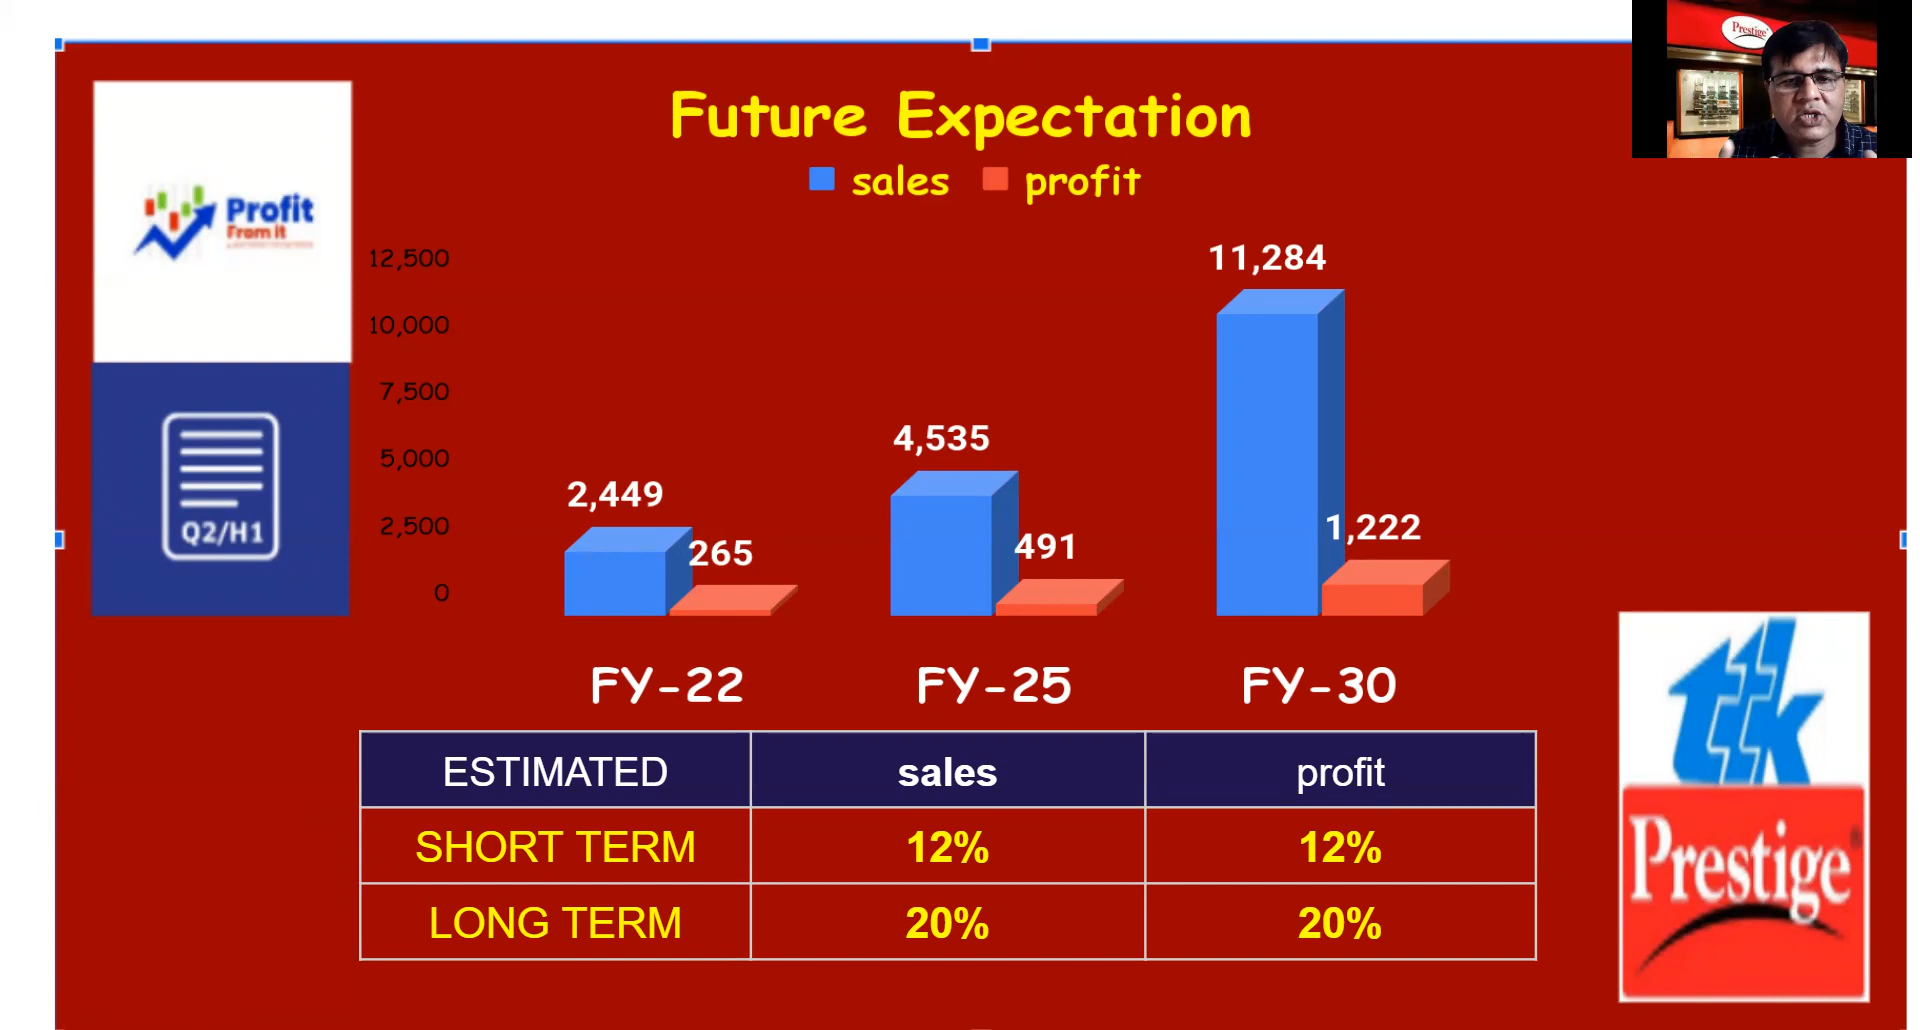 Prestige
Future Expectation
sales profit
Profit
From it
12,500
10,000
7,500
5,000
2,500
0
2,449
265
4,535
491
11,284
1,222
Q2/H1
FY-22 FY-25 FY-30
ESTIMATED sales profit
SHORT TERM 12% 12%
LONG TERM 20% 20%
ttk
Prestige